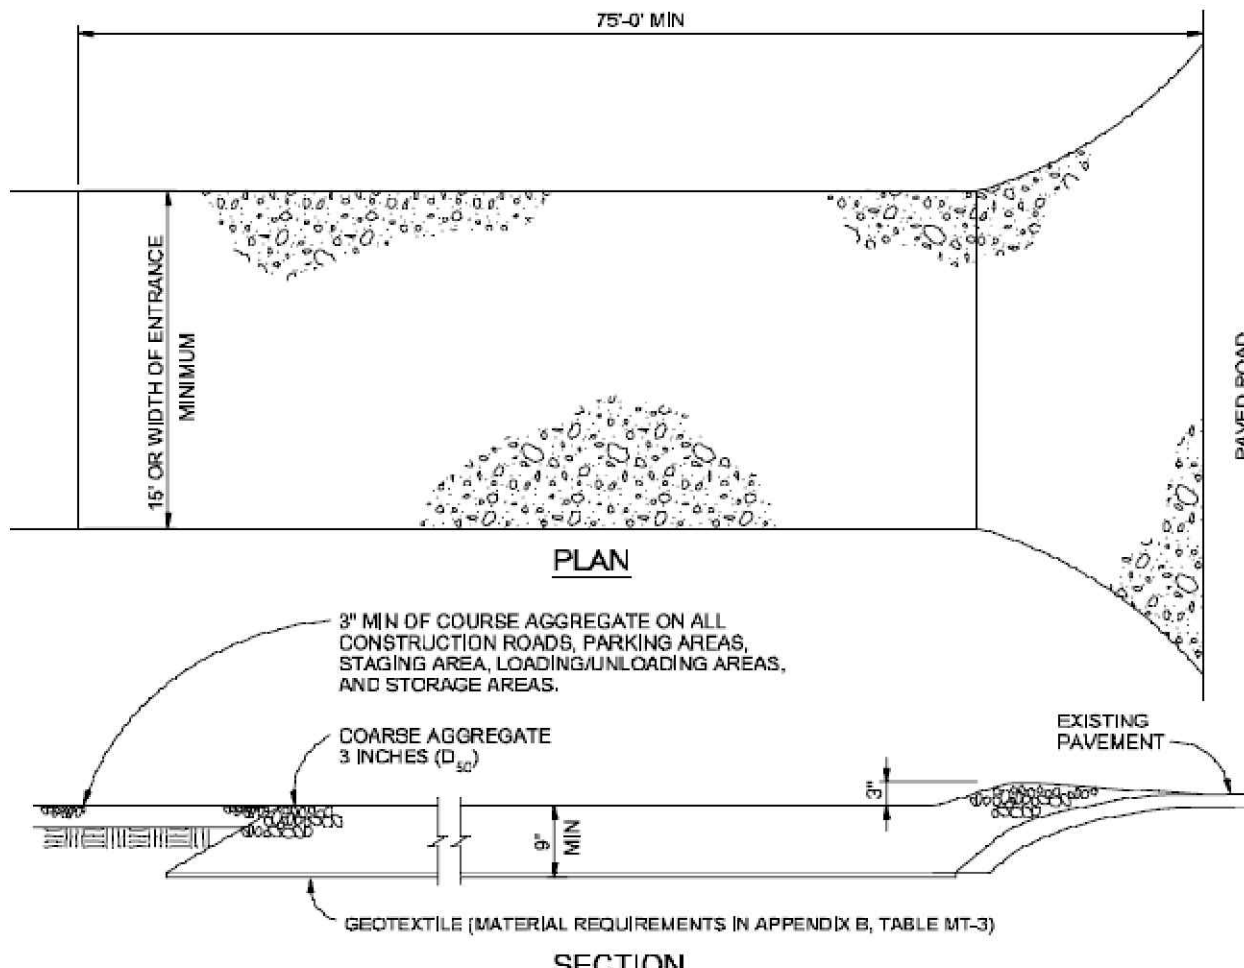 75'-0' MIN
15' OR WIDTH OF ENTRANCE
MINIMUM
PAVED ROAD
PLAN
3" MIN OF COURSE AGGREGATE ON ALL
CONSTRUCTION ROADS, PARKING AREAS,
STAGING AREA, LOADING/UNLOADING AREAS,
AND STORAGE AREAS.
COARSE AGGREGATE
3 INCHES (D50)
EXISTING
PAVEMENT
3"
9"
MIN
GEOTEXTILE (MATERIAL REQUIREMENTS IN APPENDIX B, TABLE MT-3)
SECTION